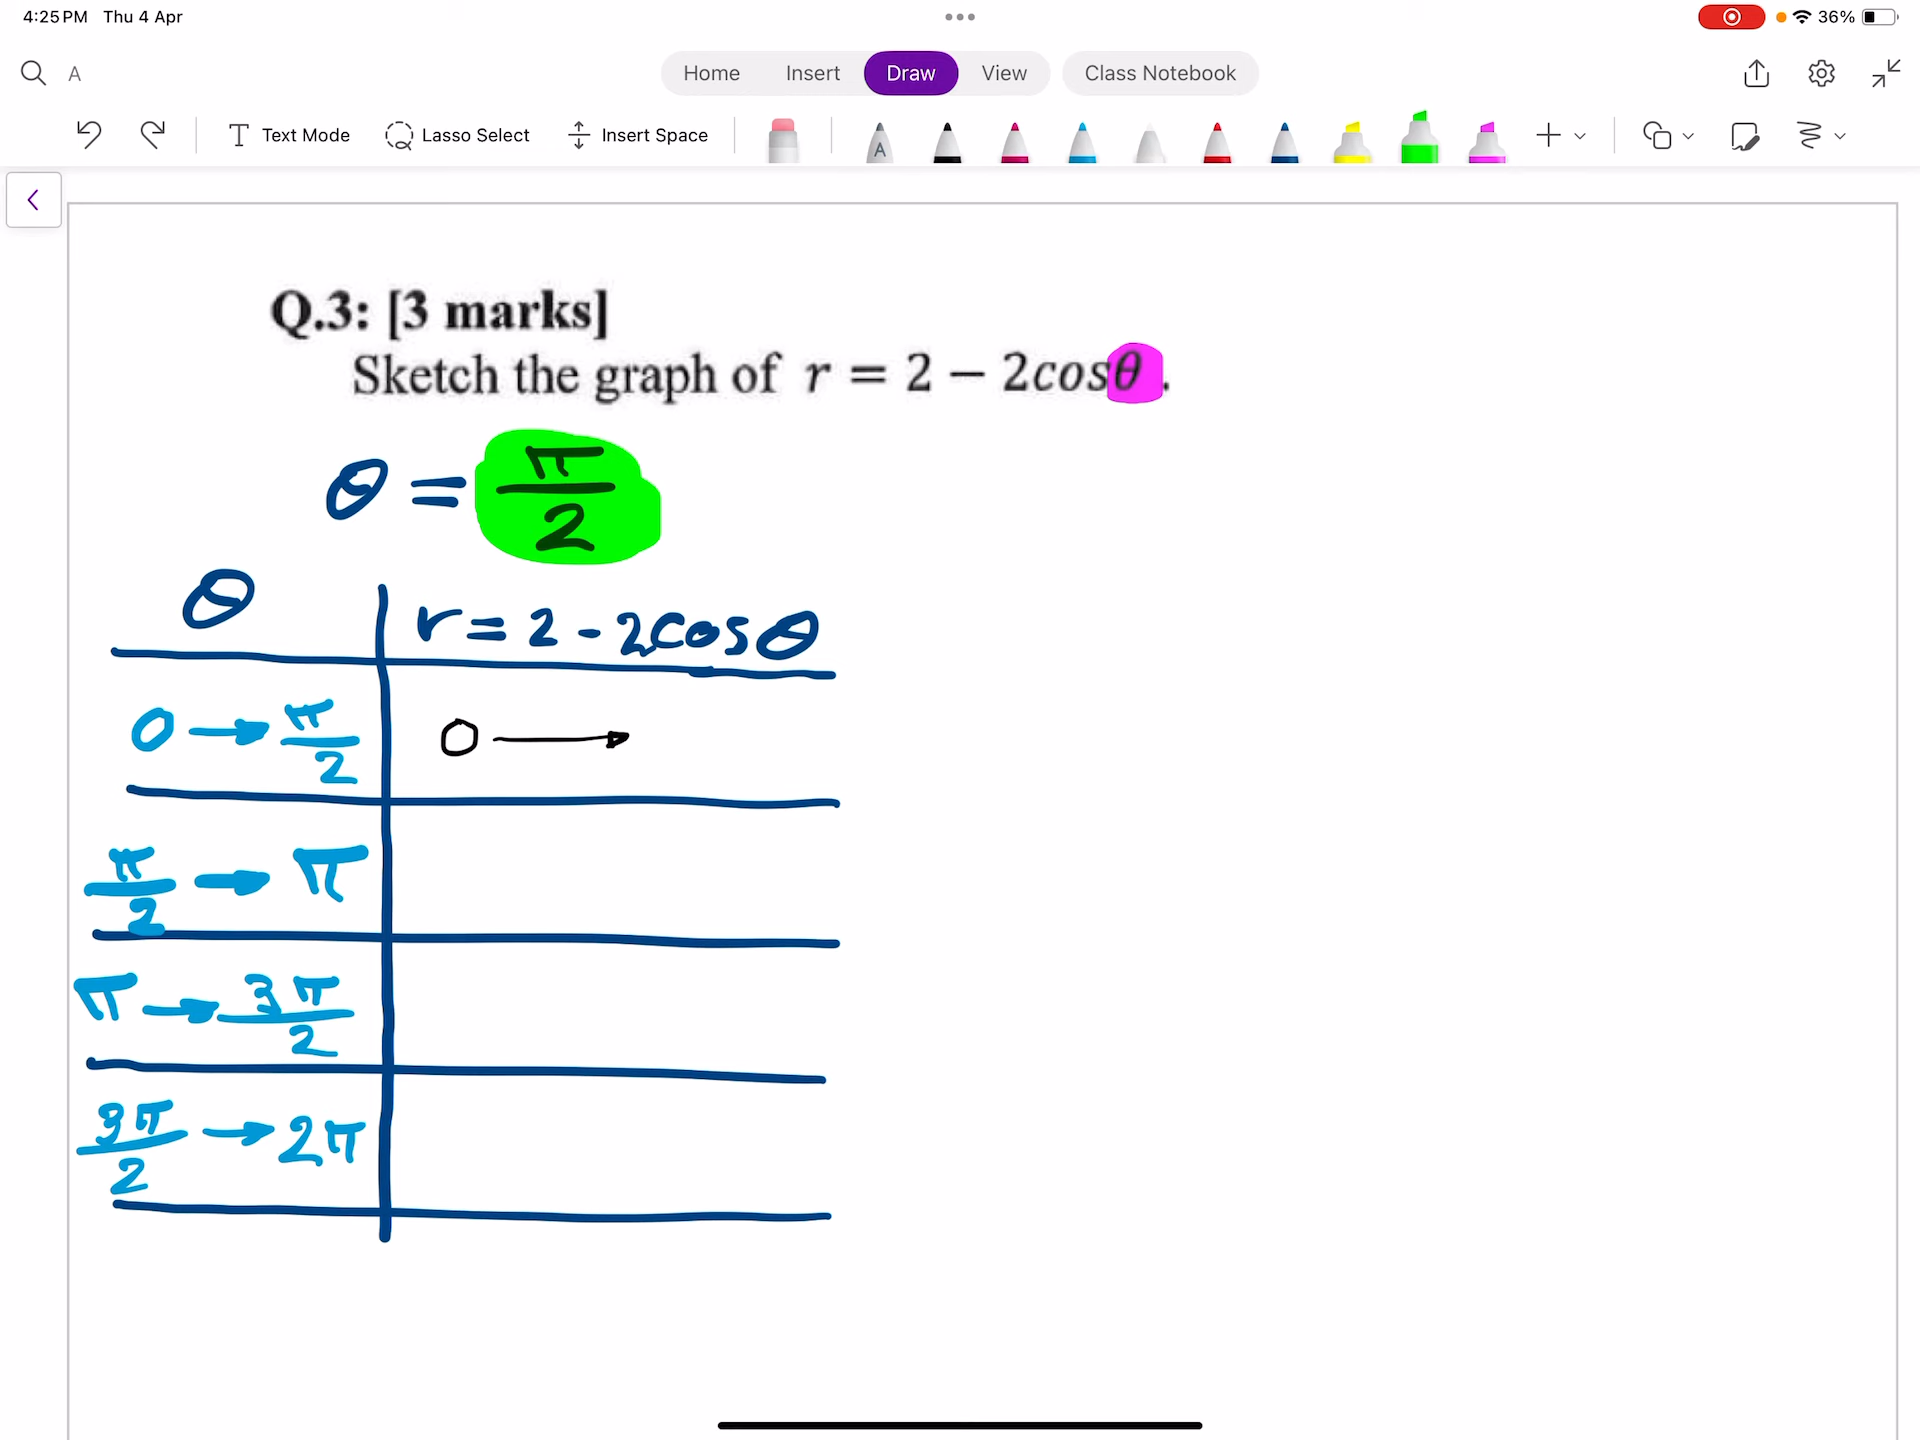 4:25 PM Thu 4 Apr
36%
A
Home Insert Draw View Class Notebook
Text Mode Lasso Select Insert Space A
Q.3: [3 marks]
Sketch the graph of r = 2 − 2cosθ .
θ = π/2
θ r = 2 - 2cosθ
0 → π/2 0 →
π/2 → π
π → 3π/2
3π/2 → 2π